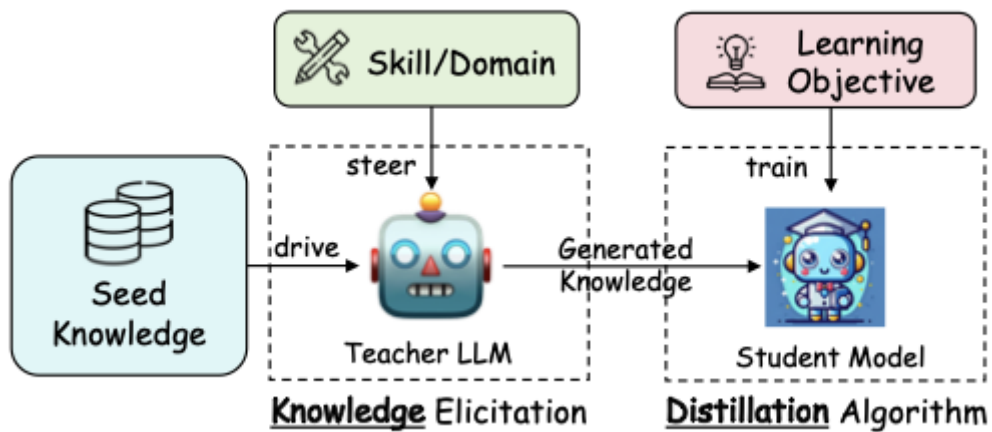 Skill/Domain
Learning
Objective
steer
train
Seed
Knowledge
drive
Generated
Knowledge
Teacher LLM
Student Model
Knowledge Elicitation
Distillation Algorithm